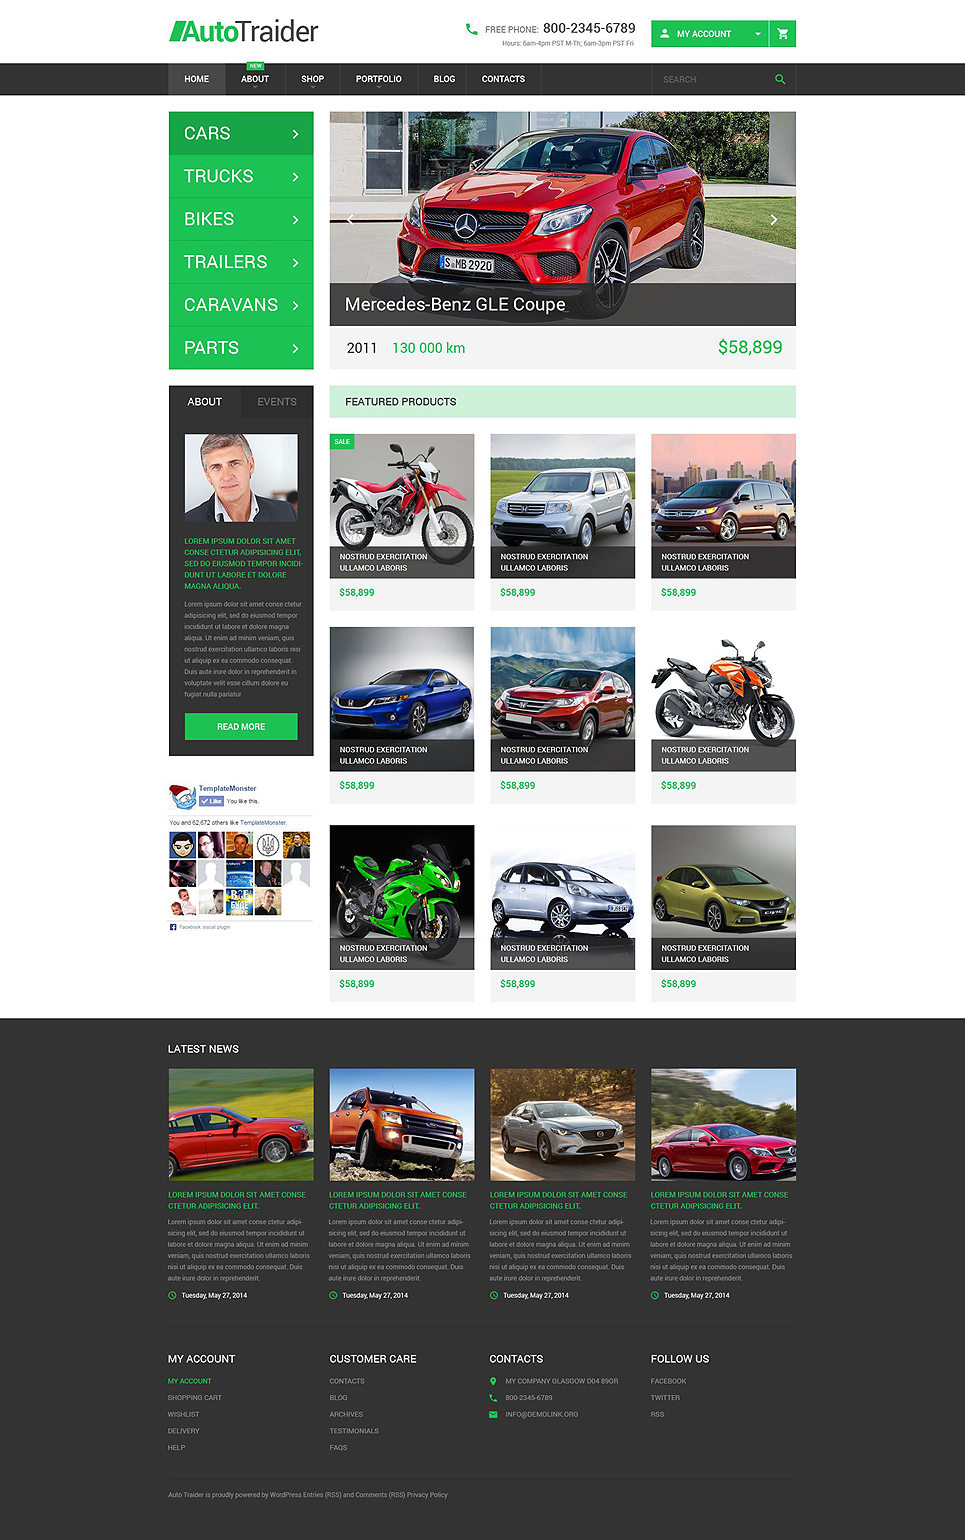 AutoTraider
FREE PHONE: 800-2345-6789
Hours: 6am-4pm PST M-Th; 6am-3pm PST Fri
MY ACCOUNT
NEW
HOME
ABOUT
SHOP
PORTFOLIO
BLOG
CONTACTS
SEARCH
CARS
TRUCKS
BIKES
TRAILERS
CARAVANS
PARTS
S MB 2920
Mercedes-Benz GLE Coupe
2011 130 000 km $58,899
ABOUT
EVENTS
LOREM IPSUM DOLOR SIT AMET
CONSE CTETUR ADIPISICING ELIT,
SED DO EIUSMOD TEMPOR INCIDI-
DUNT UT LABORE ET DOLORE
MAGNA ALIQUA.
Lorem ipsum dolor sit amet conse ctetur
adipisicing elit, sed do eiusmod tempor
incididunt ut labore et dolore magna
aliqua. Ut enim ad minim veniam, quis
nostrud exercitation ullamco laboris nisi
ut aliquip ex ea commodo consequat.
Duis aute irure dolor in reprehenderit in
voluptate velit esse cillum dolore eu
fugiat nulla pariatur
READ MORE
TemplateMonster
Like You like this.
You and 62,672 others like TemplateMonster.
Facebook social plugin
FEATURED PRODUCTS
SALE
NOSTRUD EXERCITATION
ULLAMCO LABORIS
$58,899
NOSTRUD EXERCITATION
ULLAMCO LABORIS
$58,899
NOSTRUD EXERCITATION
ULLAMCO LABORIS
$58,899
NOSTRUD EXERCITATION
ULLAMCO LABORIS
$58,899
NOSTRUD EXERCITATION
ULLAMCO LABORIS
$58,899
NOSTRUD EXERCITATION
ULLAMCO LABORIS
$58,899
NOSTRUD EXERCITATION
ULLAMCO LABORIS
$58,899
NOSTRUD EXERCITATION
ULLAMCO LABORIS
$58,899
CIVIC
NOSTRUD EXERCITATION
ULLAMCO LABORIS
$58,899
LATEST NEWS
LOREM IPSUM DOLOR SIT AMET CONSE
CTETUR ADIPISICING ELIT.
Lorem ipsum dolor sit amet conse ctetur adipi-
sicing elit, sed do eiusmod tempor incididunt ut
labore et dolore magna aliqua. Ut enim ad minim
veniam, quis nostrud exercitation ullamco laboris
nisi ut aliquip ex ea commodo consequat. Duis
aute irure dolor in reprehenderit.
Tuesday, May 27, 2014
LOREM IPSUM DOLOR SIT AMET CONSE
CTETUR ADIPISICING ELIT.
Lorem ipsum dolor sit amet conse ctetur adipi-
sicing elit, sed do eiusmod tempor incididunt ut
labore et dolore magna aliqua. Ut enim ad minim
veniam, quis nostrud exercitation ullamco laboris
nisi ut aliquip ex ea commodo consequat. Duis
aute irure dolor in reprehenderit.
Tuesday, May 27, 2014
LOREM IPSUM DOLOR SIT AMET CONSE
CTETUR ADIPISICING ELIT.
Lorem ipsum dolor sit amet conse ctetur adipi-
sicing elit, sed do eiusmod tempor incididunt ut
labore et dolore magna aliqua. Ut enim ad minim
veniam, quis nostrud exercitation ullamco laboris
nisi ut aliquip ex ea commodo consequat. Duis
aute irure dolor in reprehenderit.
Tuesday, May 27, 2014
LOREM IPSUM DOLOR SIT AMET CONSE
CTETUR ADIPISICING ELIT.
Lorem ipsum dolor sit amet conse ctetur adipi-
sicing elit, sed do eiusmod tempor incididunt ut
labore et dolore magna aliqua. Ut enim ad minim
veniam, quis nostrud exercitation ullamco laboris
nisi ut aliquip ex ea commodo consequat. Duis
aute irure dolor in reprehenderit.
Tuesday, May 27, 2014
MY ACCOUNT
MY ACCOUNT
SHOPPING CART
WISHLIST
DELIVERY
HELP
CUSTOMER CARE
CONTACTS
BLOG
ARCHIVES
TESTIMONIALS
FAQS
CONTACTS
MY COMPANY GLASGOW D04 89GR
800-2345-6789
INFO@DEMOLINK.ORG
FOLLOW US
FACEBOOK
TWITTER
RSS
Auto Traider is proudly powered by WordPress Entries (RSS) and Comments (RSS) Privacy Policy